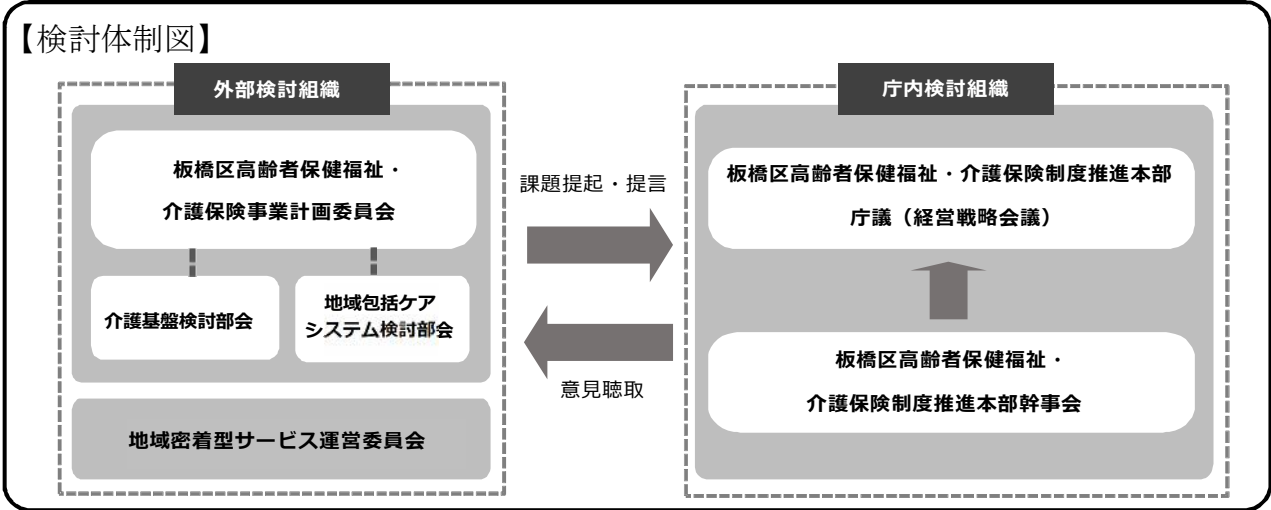 【検討体制図】
外部検討組織
板橋区高齢者保健福祉・
介護保険事業計画委員会
介護基盤検討部会
地域包括ケア
システム検討部会
地域密着型サービス運営委員会
課題提起・提言
意見聴取
庁内検討組織
板橋区高齢者保健福祉・介護保険制度推進本部
庁議（経営戦略会議）
板橋区高齢者保健福祉・
介護保険制度推進本部幹事会